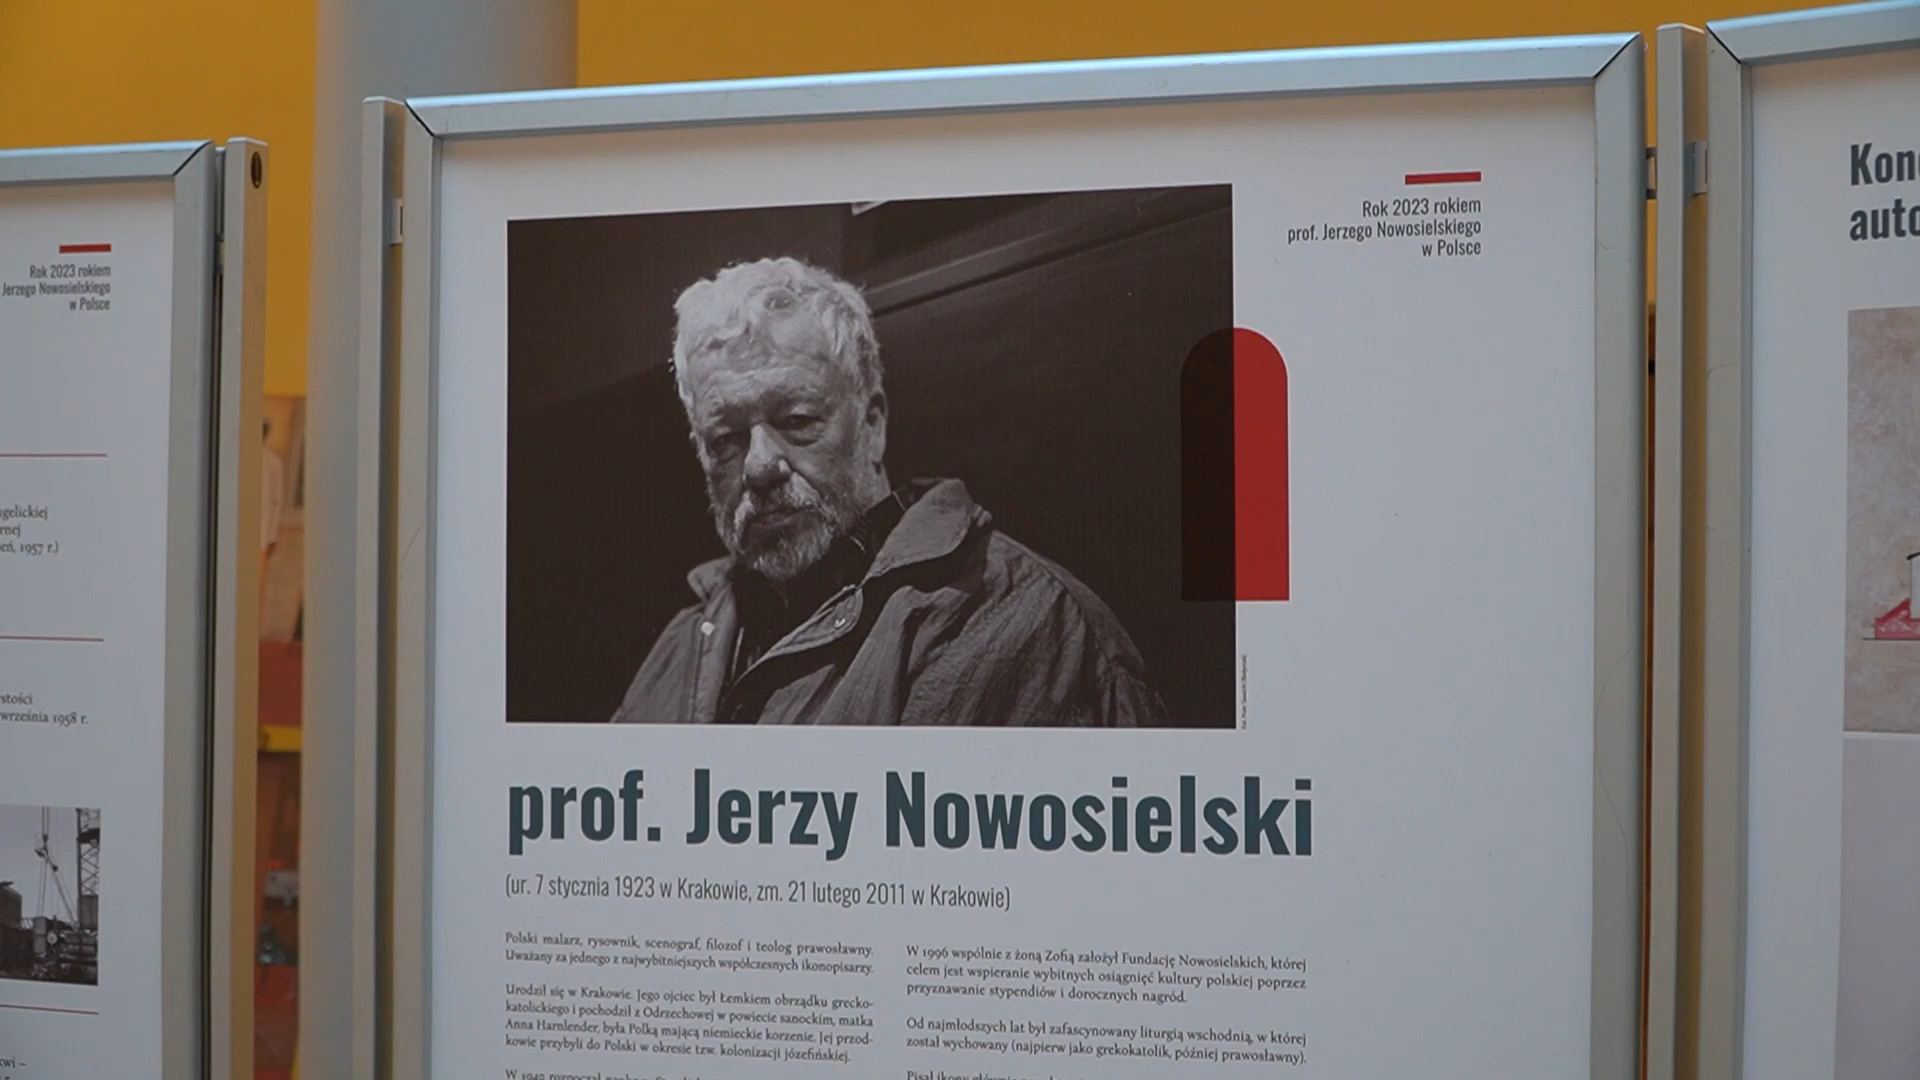 Rok 2023 rokiem
Jerzego Nowosielskiego
w Polsce
(ień, 1957 r.)
września 1958 r.
Rok 2023 rokiem
prof. Jerzego Nowosielskiego
w Polsce
prof. Jerzy Nowosielski
(ur. 7 stycznia 1923 w Krakowie, zm. 21 lutego 2011 w Krakowie)
Polski malarz, rysownik, scenograf, filozof i teolog prawosławny.
Uważany za jednego z najwybitniejszych współczesnych ikonopisarzy.
Urodził się w Krakowie. Jego ojciec był Łemkiem obrządku grecko-
katolickiego i pochodził z Odrzechowej w powiecie sanockim, matka
Anna Harnlender, była Polką mającą niemieckie korzenie. Jej przod-
kowie przybyli do Polski w okresie tzw. kolonizacji józefińskiej.
W 1996 wspólnie z żoną Zofią założył Fundację Nowosielskich, której
celem jest wspieranie wybitnych osiągnięć kultury polskiej poprzez
przyznawanie stypendiów i dorocznych nagród.
Od najmłodszych lat był zafascynowany liturgią wschodnią, w której
został wychowany (najpierw jako grekokatolik, później prawosławny).
Kon
auto